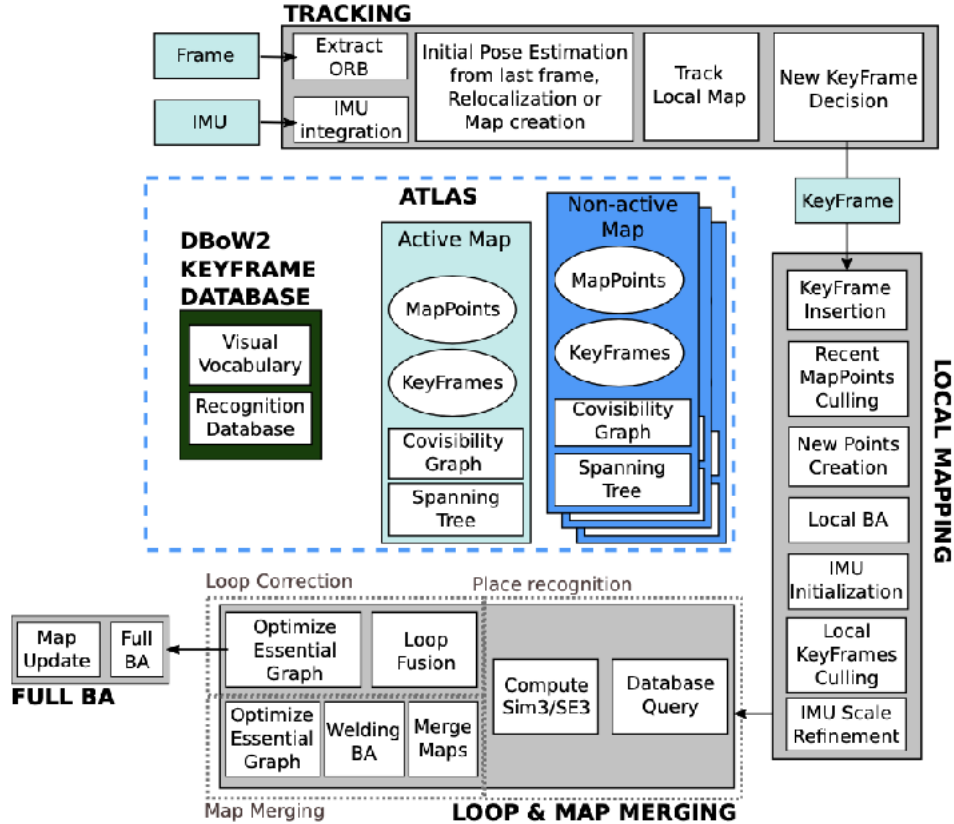 TRACKING
Frame
IMU
Extract
ORB
IMU
integration
Initial Pose Estimation
from last frame,
Relocalization or
Map creation
Track
Local Map
New KeyFrame
Decision
KeyFrame
ATLAS
DBoW2
KEYFRAME
DATABASE
Visual
Vocabulary
Recognition
Database
Active Map
MapPoints
KeyFrames
Covisibility
Graph
Spanning
Tree
Non-active
Map
MapPoints
KeyFrames
Covisibility
Graph
Spanning
Tree
LOCAL MAPPING
KeyFrame
Insertion
Recent
MapPoints
Culling
New Points
Creation
Local BA
IMU
Initialization
Local
KeyFrames
Culling
IMU Scale
Refinement
Loop Correction
Place recognition
Optimize
Essential
Graph
Loop
Fusion
Compute
Sim3/SE3
Database
Query
Optimize
Essential
Graph
Welding
BA
Merge
Maps
Map Merging
LOOP & MAP MERGING
Map
Update
Full
BA
FULL BA